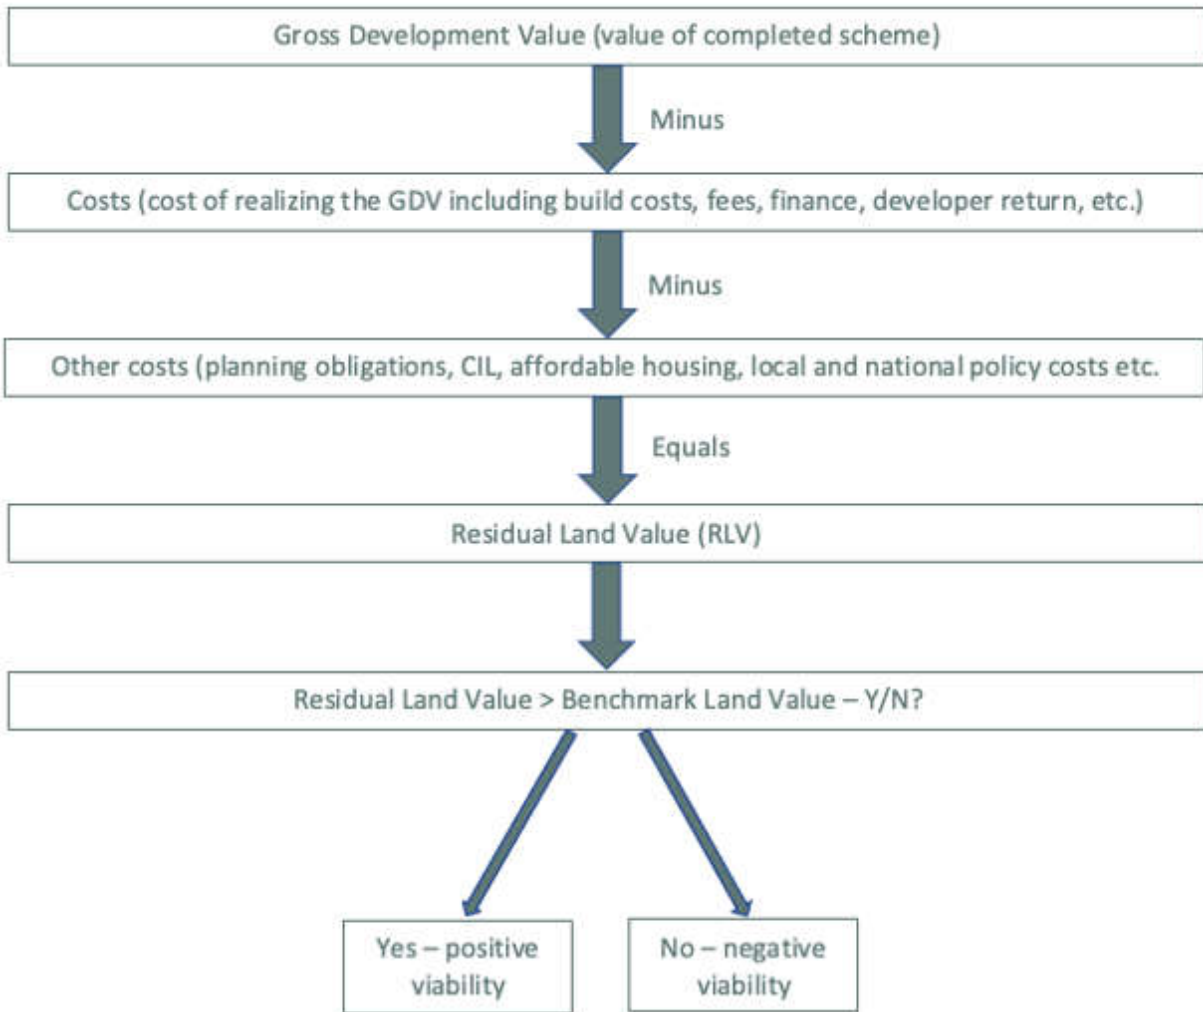 Gross Development Value (value of completed scheme)
Minus
Costs (cost of realizing the GDV including build costs, fees, finance, developer return, etc.)
Minus
Other costs (planning obligations, CIL, affordable housing, local and national policy costs etc.
Equals
Residual Land Value (RLV)
Residual Land Value > Benchmark Land Value – Y/N?
Yes – positive
viability
No – negative
viability